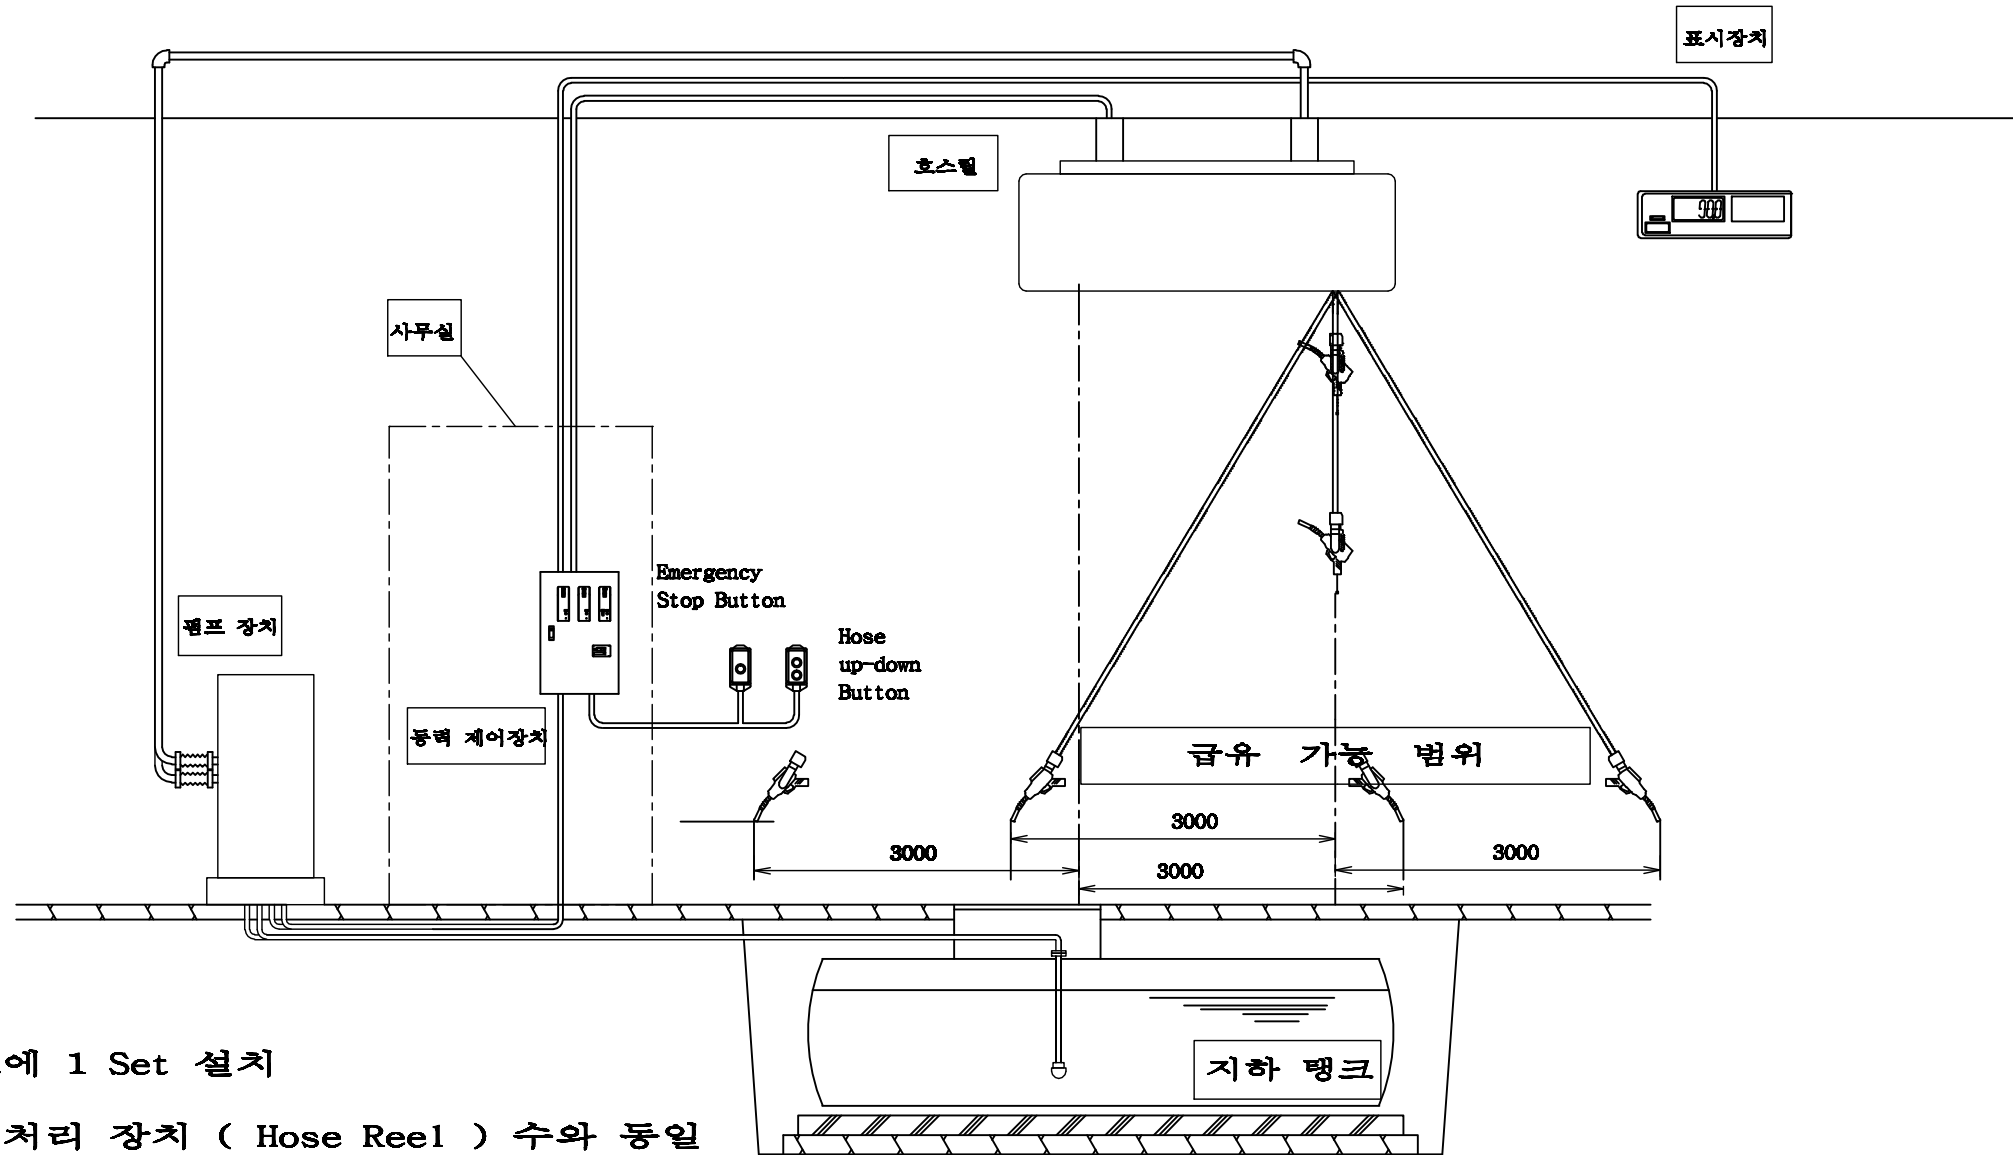 표시장치
호스릴
사무실
Emergency
Stop Button
펌프 장치
Hose
up-down
Button
동력 제어장치
급유 가능 범위
3000
3000
3000
3000
에 1 Set 설치
지하 탱크
처리 장치 ( Hose Reel ) 수와 동일